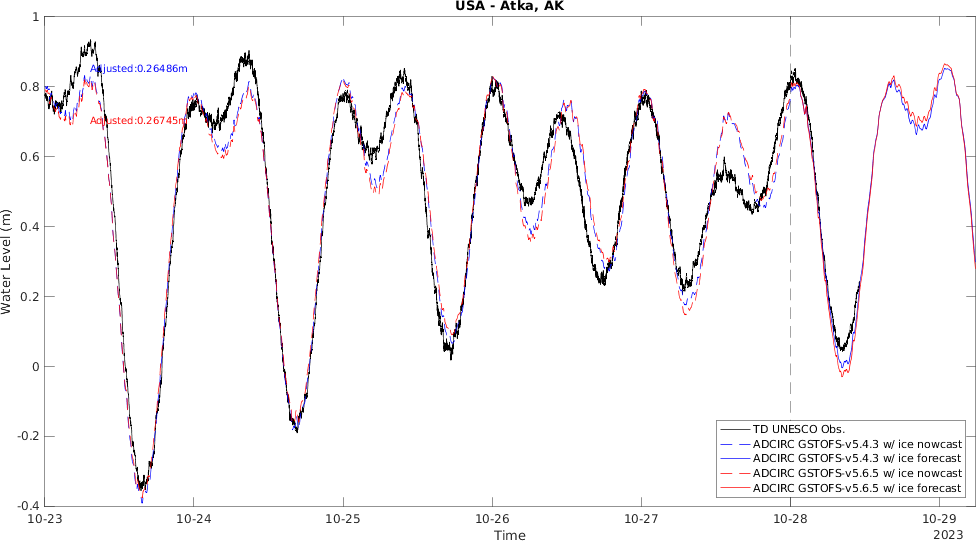 USA - Atka, AK
Adjusted:0.26486m
Adjusted:0.26745m
Water Level (m)
1
0.8
0.6
0.4
0.2
0
-0.2
-0.4
10-23
10-24
10-25
10-26
10-27
10-28
10-29
Time
2023
TD UNESCO Obs.
ADCIRC GSTOFS-v5.4.3 w/ ice nowcast
ADCIRC GSTOFS-v5.4.3 w/ ice forecast
ADCIRC GSTOFS-v5.6.5 w/ ice nowcast
ADCIRC GSTOFS-v5.6.5 w/ ice forecast